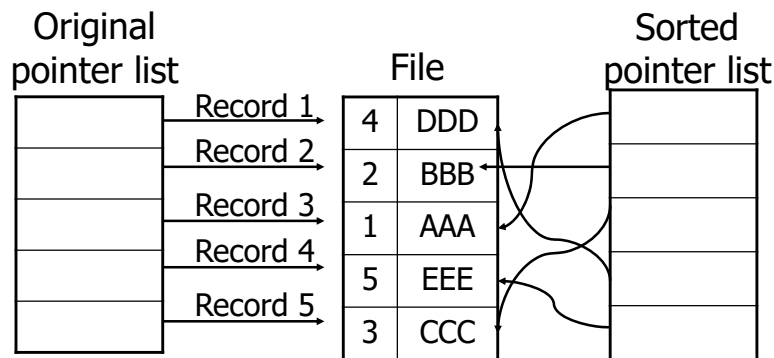 Original
pointer list
File
Sorted
pointer list
Record 1
Record 2
Record 3
Record 4
Record 5
4 DDD
2 BBB
1 AAA
5 EEE
3 CCC